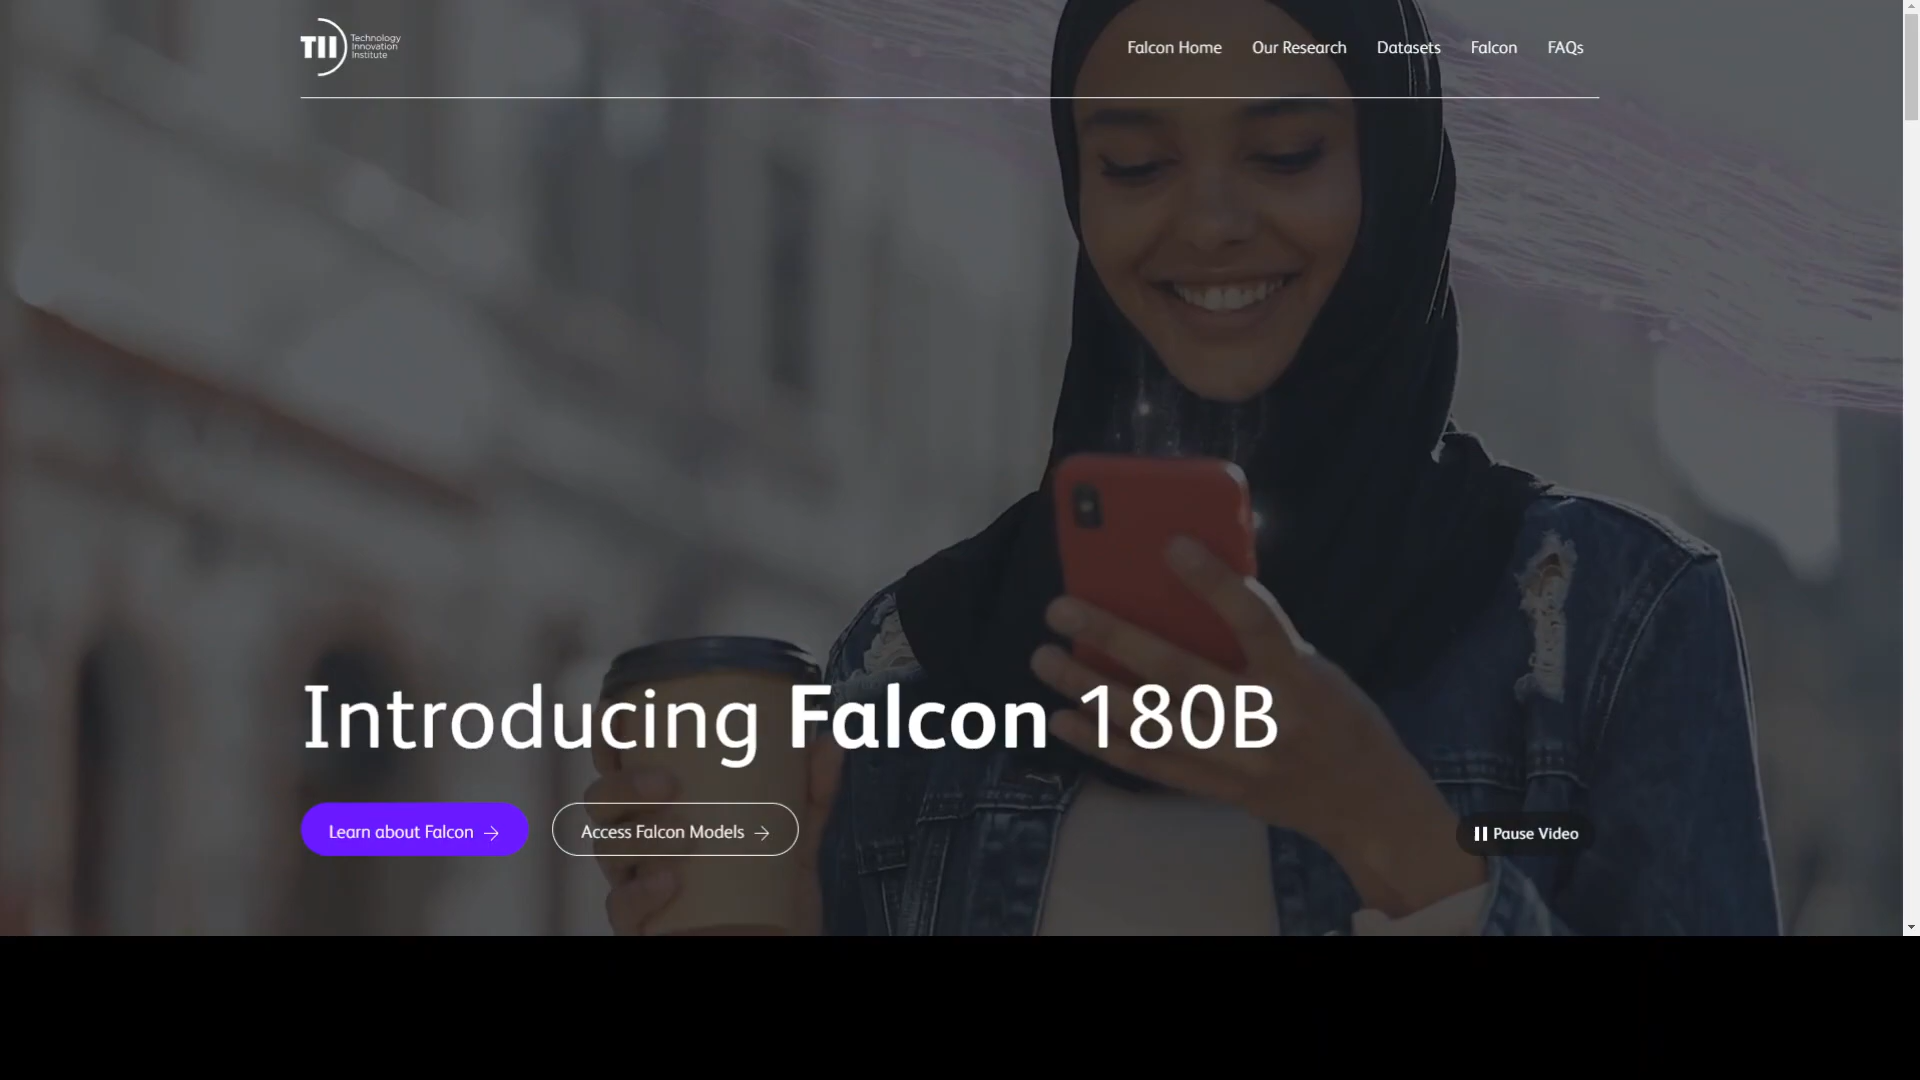 TII
Technology
Innovation
Institute
Falcon Home
Our Research
Datasets
Falcon
FAQs
Introducing Falcon 180B
Learn about Falcon →
Access Falcon Models →
Pause Video